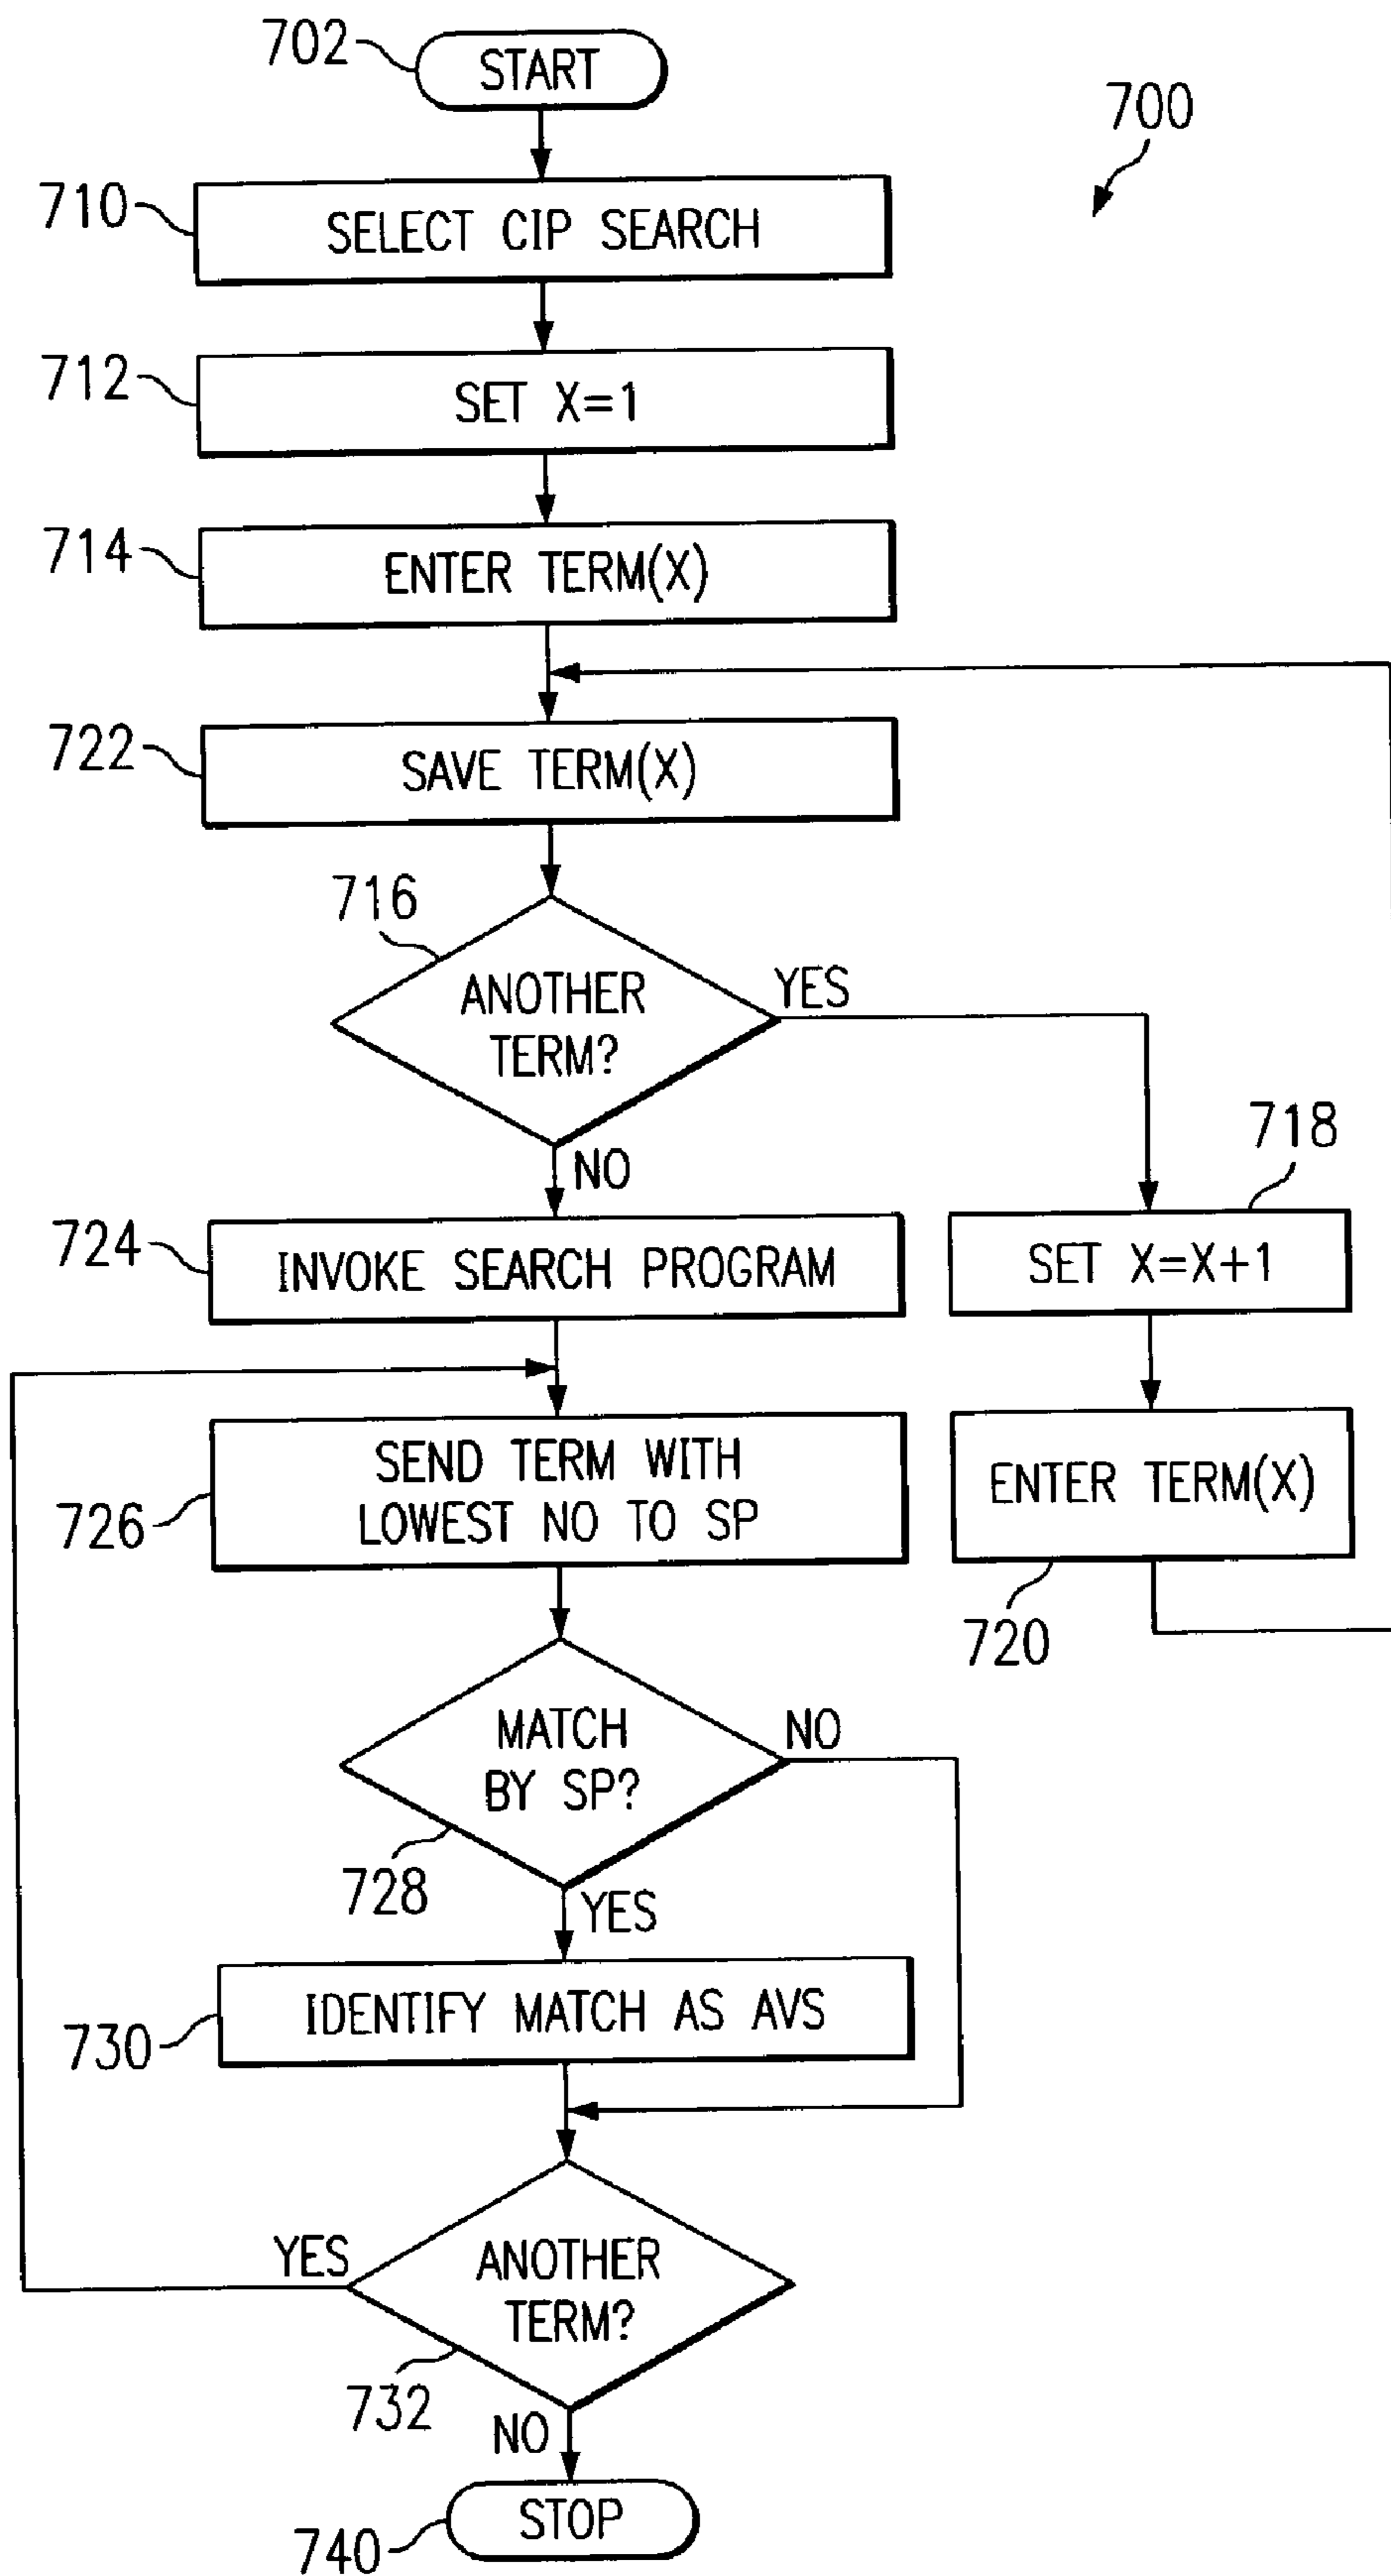 702
START
700
710
SELECT CIP SEARCH
712
SET X=1
714
ENTER TERM(X)
722
SAVE TERM(X)
716
ANOTHER
TERM?
YES
NO
718
724
INVOKE SEARCH PROGRAM
SET X=X+1
726
SEND TERM WITH
LOWEST NO TO SP
ENTER TERM(X)
720
MATCH
BY SP?
NO
728
YES
730
IDENTIFY MATCH AS AVS
YES
ANOTHER
TERM?
732
NO
740
STOP